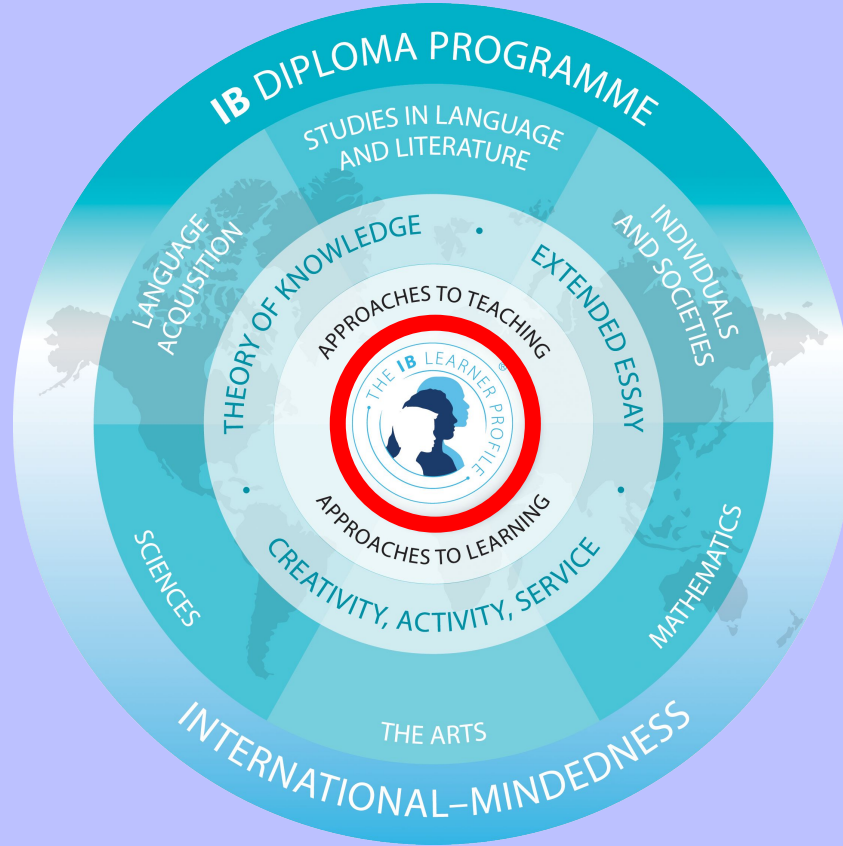 IB DIPLOMA PROGRAMME
STUDIES IN LANGUAGE
AND LITERATURE
LANGUAGE
ACQUISITION
INDIVIDUALS
AND SOCIETIES
THEORY OF KNOWLEDGE
•
EXTENDED ESSAY
•
APPROACHES TO TEACHING
• THE IB LEARNER PROFILE •
®
APPROACHES TO LEARNING
•
CREATIVITY, ACTIVITY, SERVICE
SCIENCES
MATHEMATICS
THE ARTS
INTERNATIONAL–MINDEDNESS